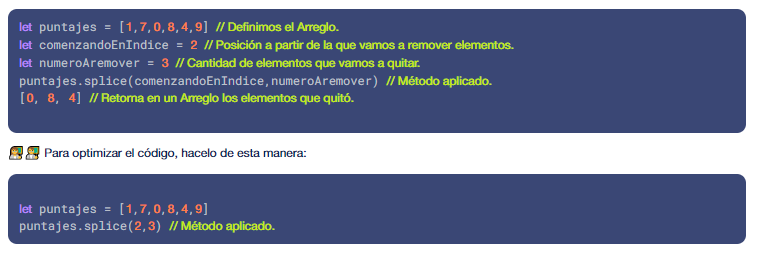 let puntajes = [1,7,0,8,4,9] // Definimos el Arreglo.
let comenzandoEnIndice = 2 // Posición a partir de la que vamos a remover elementos.
let numeroAremover = 3 // Cantidad de elementos que vamos a quitar.
puntajes.splice(comenzandoEnIndice,numeroAremover) // Método aplicado.
[0, 8, 4] // Retorna en un Arreglo los elementos que quitó.
Para optimizar el código, hacelo de esta manera:
let puntajes = [1,7,0,8,4,9]
puntajes.splice(2,3) // Método aplicado.